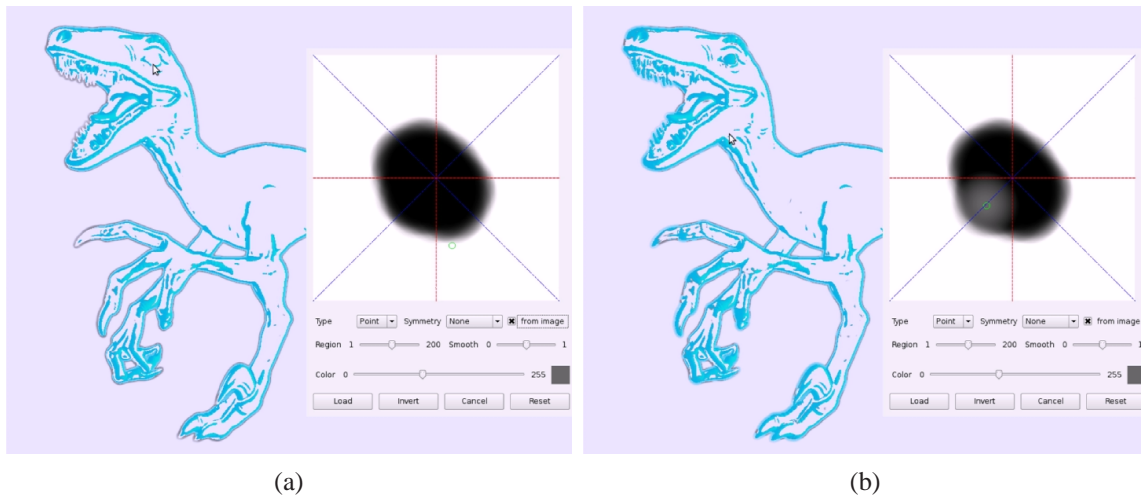 Type Point Symmetry None from image
Region 1 200 Smooth 0 1
Color 0 255
Load Invert Cancel Reset
Type Point Symmetry None from image
Region 1 200 Smooth 0 1
Color 0 255
Load Invert Cancel Reset
(a) (b)